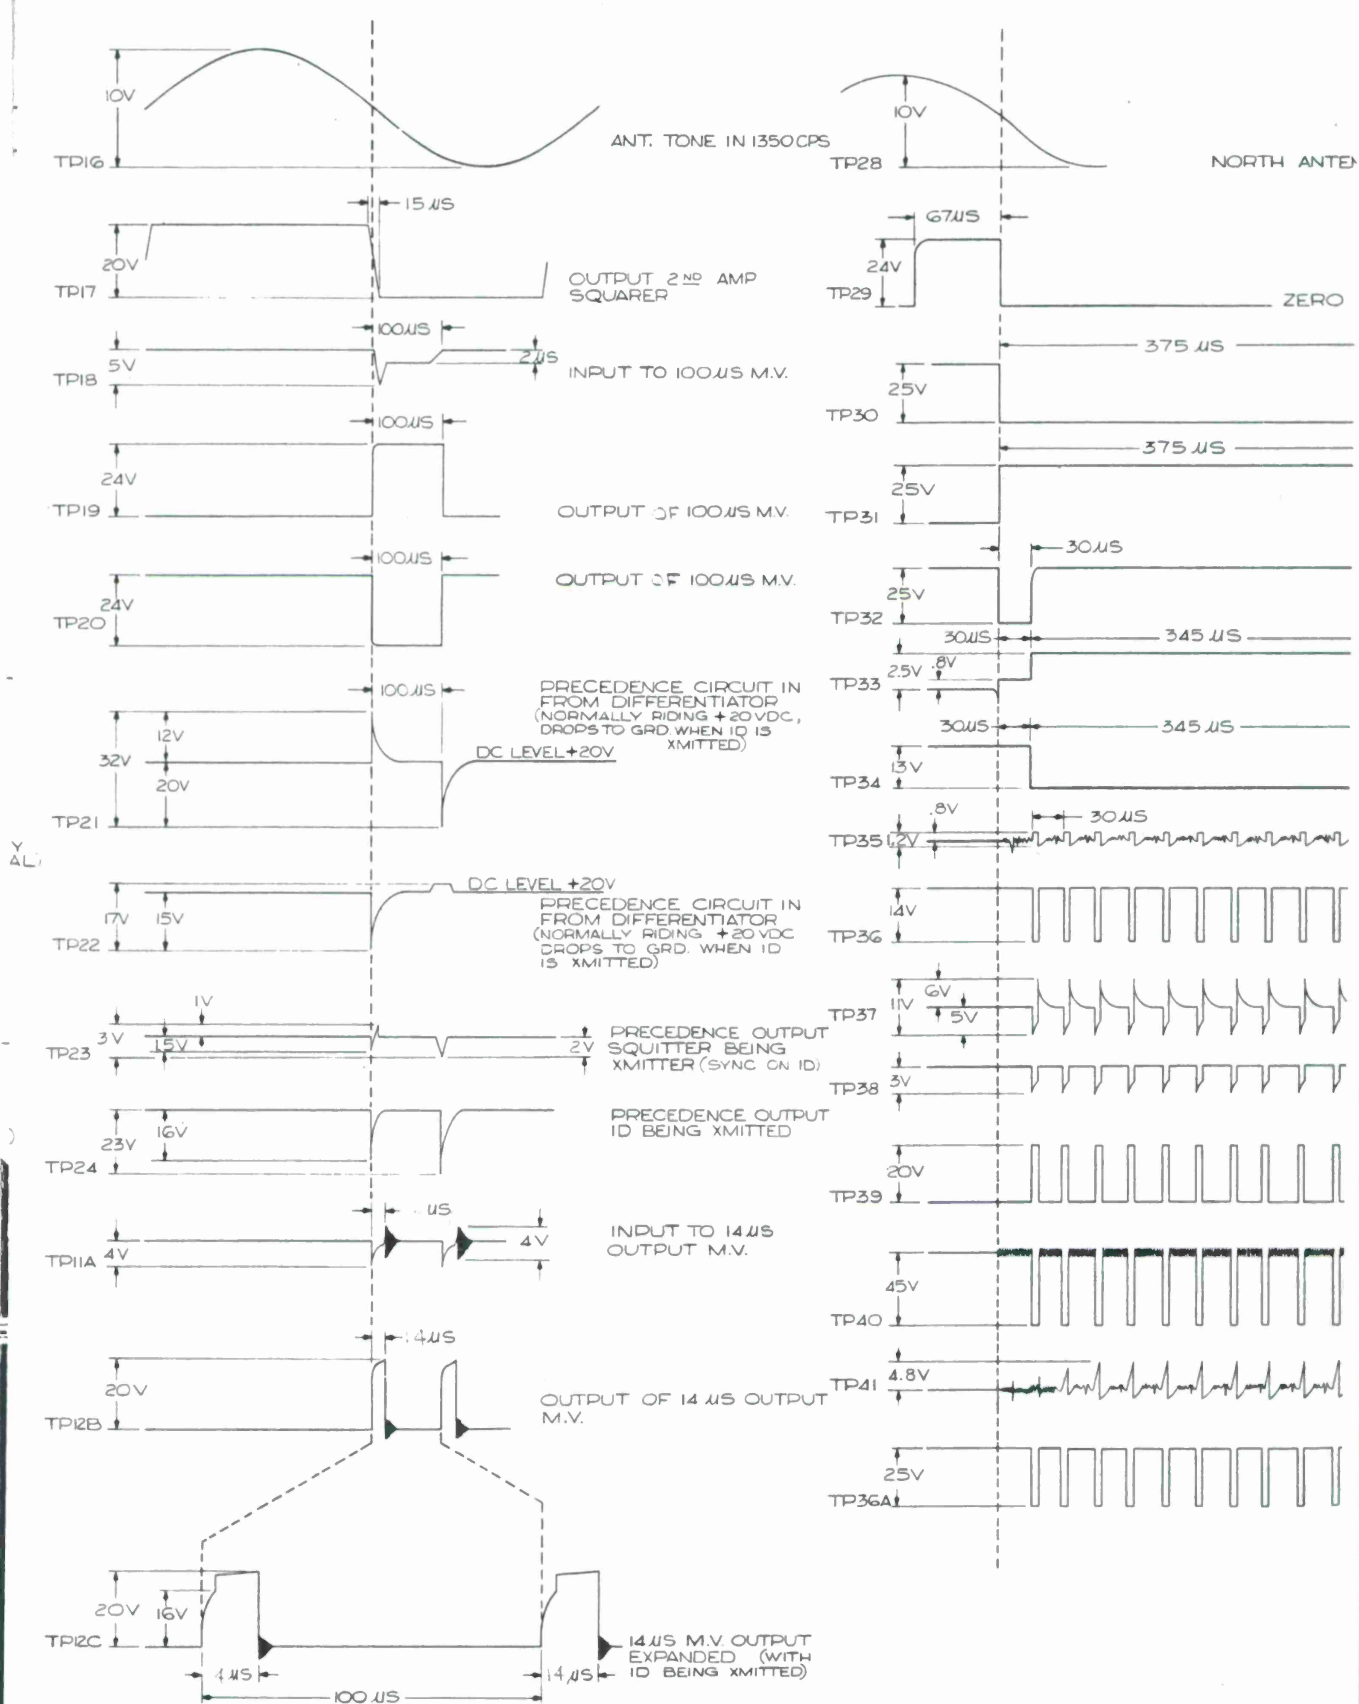 10V
TP16
ANT. TONE IN 1350CPS
15 µS
20V
TP17
OUTPUT 2ND AMP
SQUARER
100µS
5V
TP18
2µS
INPUT TO 100µS M.V.
100µS
24V
TP19
OUTPUT OF 100µS M.V.
100µS
24V
TP20
OUTPUT OF 100µS M.V.
100µS
12V
32V
20V
TP21
DC LEVEL +20V
PRECEDENCE CIRCUIT IN
FROM DIFFERENTIATOR
(NORMALLY RIDING +20VDC,
DROPS TO GRD. WHEN ID IS
XMITTED)
Y
AL)
17V
15V
TP22
DC LEVEL +20V
PRECEDENCE CIRCUIT IN
FROM DIFFERENTIATOR
(NORMALLY RIDING +20VDC
DROPS TO GRD. WHEN ID
IS XMITTED)
1V
3V
1.5V
TP23
2V
PRECEDENCE OUTPUT
SQUITTER BEING
XMITTER (SYNC ON ID)
16V
23V
TP24
PRECEDENCE OUTPUT
ID BEING XMITTED
µS
4V
TP11A
4V
INPUT TO 14µS
OUTPUT M.V.
14µS
20V
TP12B
OUTPUT OF 14 µS OUTPUT
M.V.
20V
16V
TP12C
4µS
14µS
100µS
14µS M.V. OUTPUT
EXPANDED (WITH
ID BEING XMITTED)
10V
TP28
NORTH ANTEN
67µS
24V
TP29
ZERO
375 µS
25V
TP30
375 µS
25V
TP31
30µS
25V
TP32
30µS
345 µS
2.5V
.8V
TP33
30µS
345 µS
13V
TP34
.8V
30µS
TP35
1.2V
14V
TP36
6V
11V
5V
TP37
3V
TP38
20V
TP39
45V
TP40
4.8V
TP41
25V
TP36A